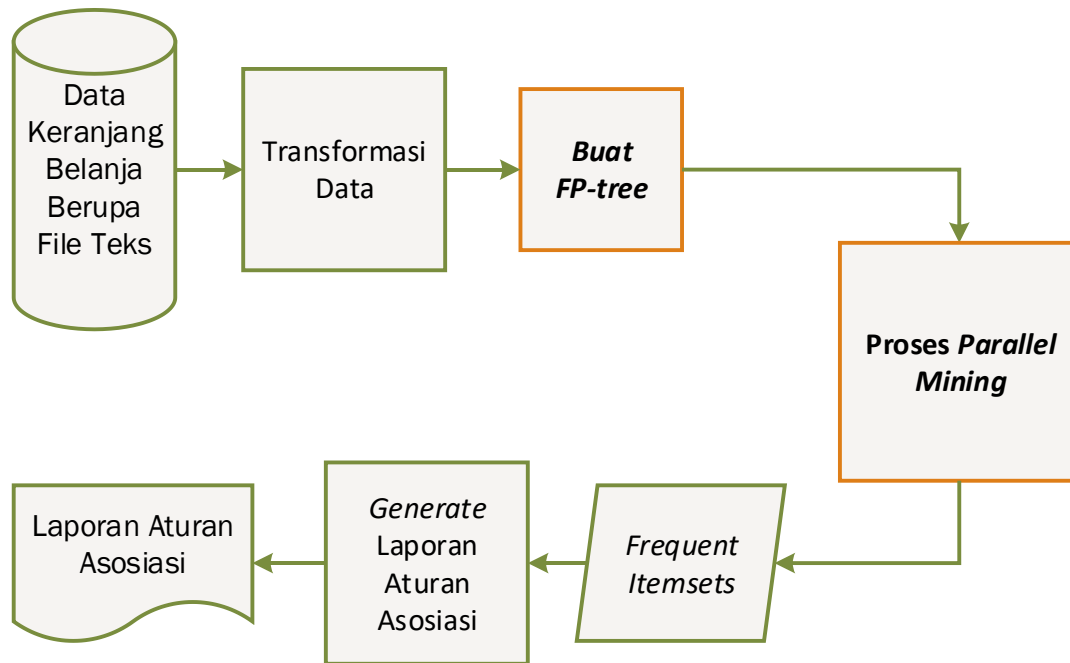 Data
Keranjang
Belanja
Berupa
File Teks
Transformasi
Data
Buat
FP-tree
Proses Parallel
Mining
Frequent
Itemsets
Generate
Laporan
Aturan
Asosiasi
Laporan Aturan
Asosiasi